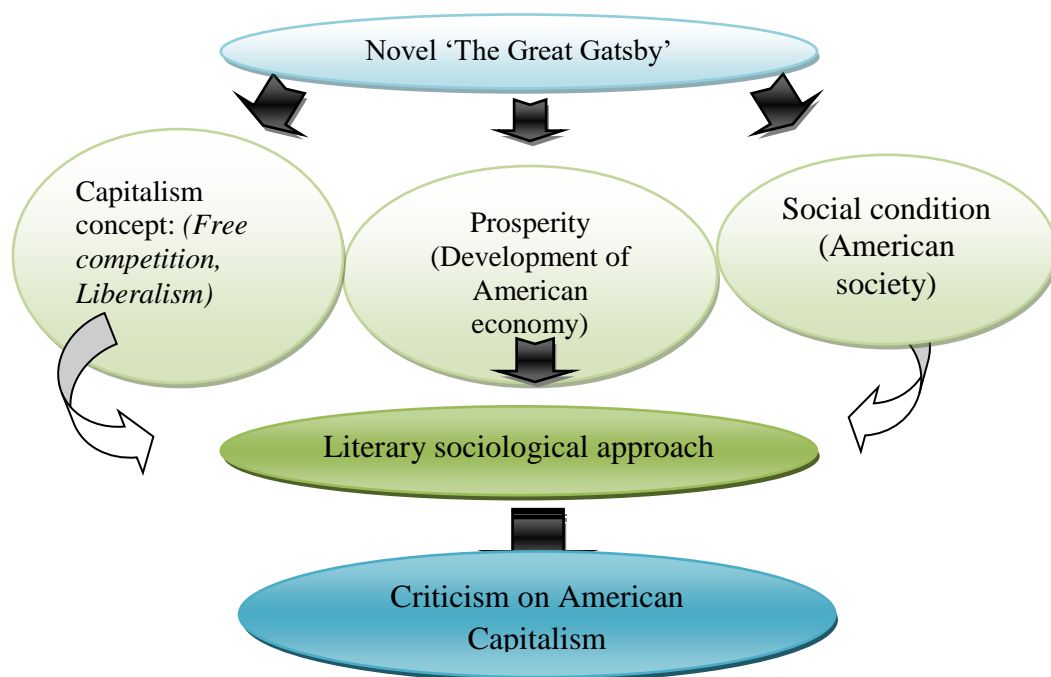 Novel ‘The Great Gatsby’
Capitalism
concept: (Free
competition,
Liberalism)
Prosperity
(Development of
American
economy)
Social condition
(American
society)
Literary sociological approach
Criticism on American
Capitalism